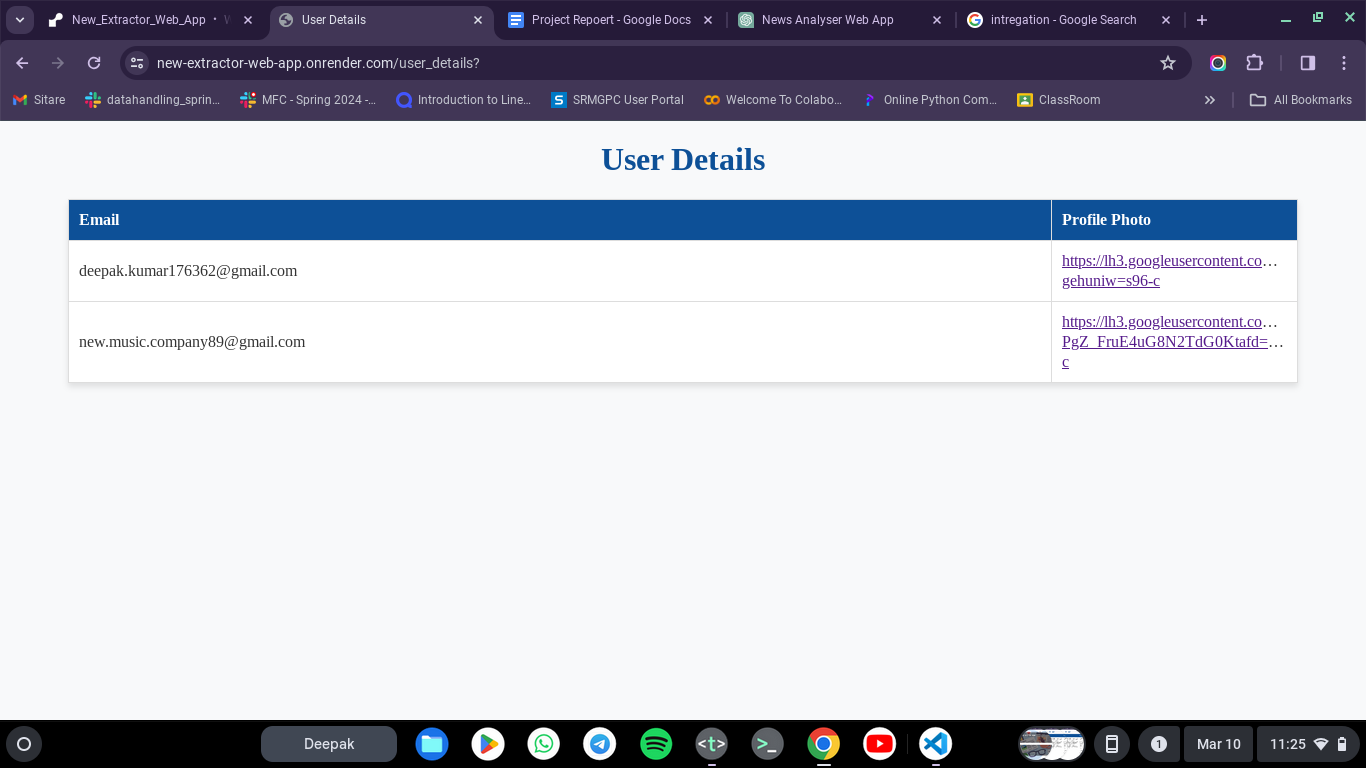 New_Extractor_Web_App •
User Details
Project Repoert - Google Docs
News Analyser Web App
intregation - Google Search
new-extractor-web-app.onrender.com/user_details?
Sitare
datahandling_sprin...
MFC - Spring 2024 -...
Introduction to Line...
SRMGPC User Portal
Welcome To Colabo...
Online Python Com...
ClassRoom
All Bookmarks
User Details
Email Profile Photo
deepak.kumar176362@gmail.com
https://lh3.googleusercontent.co…
gehuniw=s96-c
new.music.company89@gmail.com
https://lh3.googleusercontent.co…
PgZ_FruE4uG8N2TdG0Ktafd=…
c
Deepak
<t>
>_
1
Mar 10
11:25